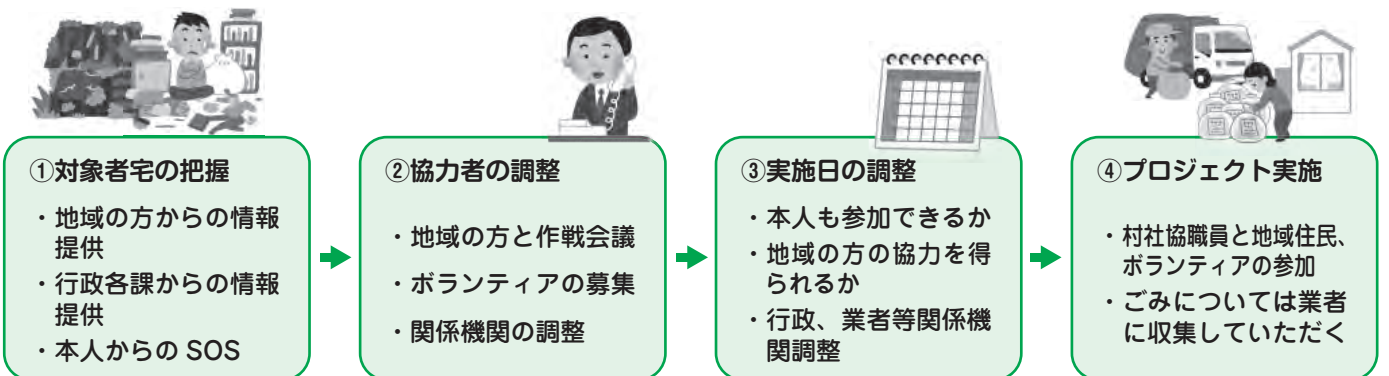 ①対象者宅の把握
・地域の方からの情報
提供
・行政各課からの情報
提供
・本人からの SOS
②協力者の調整
・地域の方と作戦会議
・ボランティアの募集
・関係機関の調整
③実施日の調整
・本人も参加できるか
・地域の方の協力を得
られるか
・行政、業者等関係機
関調整
④プロジェクト実施
・村社協職員と地域住民、
ボランティアの参加
・ごみについては業者
に収集していただく